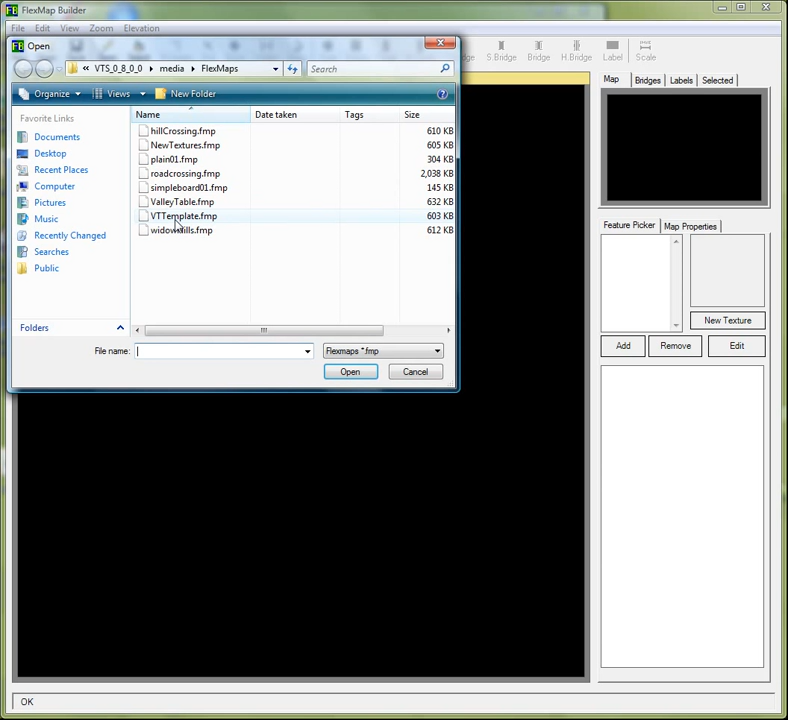 FlexMap Builder
File Edit View Zoom Elevation
Open
« VTS_0_8_0_0 media FlexMaps Search
S.Bridge Bridge H.Bridge Label Scale
Organize Views New Folder
Map Bridges Labels Selected
Favorite Links
Documents
Desktop
Recent Places
Computer
Pictures
Music
Recently Changed
Searches
Public
Folders
Name Date taken Tags Size
hillCrossing.fmp 610 KB
NewTextures.fmp 605 KB
plain01.fmp 304 KB
roadcrossing.fmp 2,038 KB
simpleboard01.fmp 145 KB
ValleyTable.fmp 632 KB
VTTemplate.fmp 603 KB
612 KB
File name: Flexmaps *.fmp
Open Cancel
Feature Picker Map Properties
New Texture
Add Remove Edit
OK